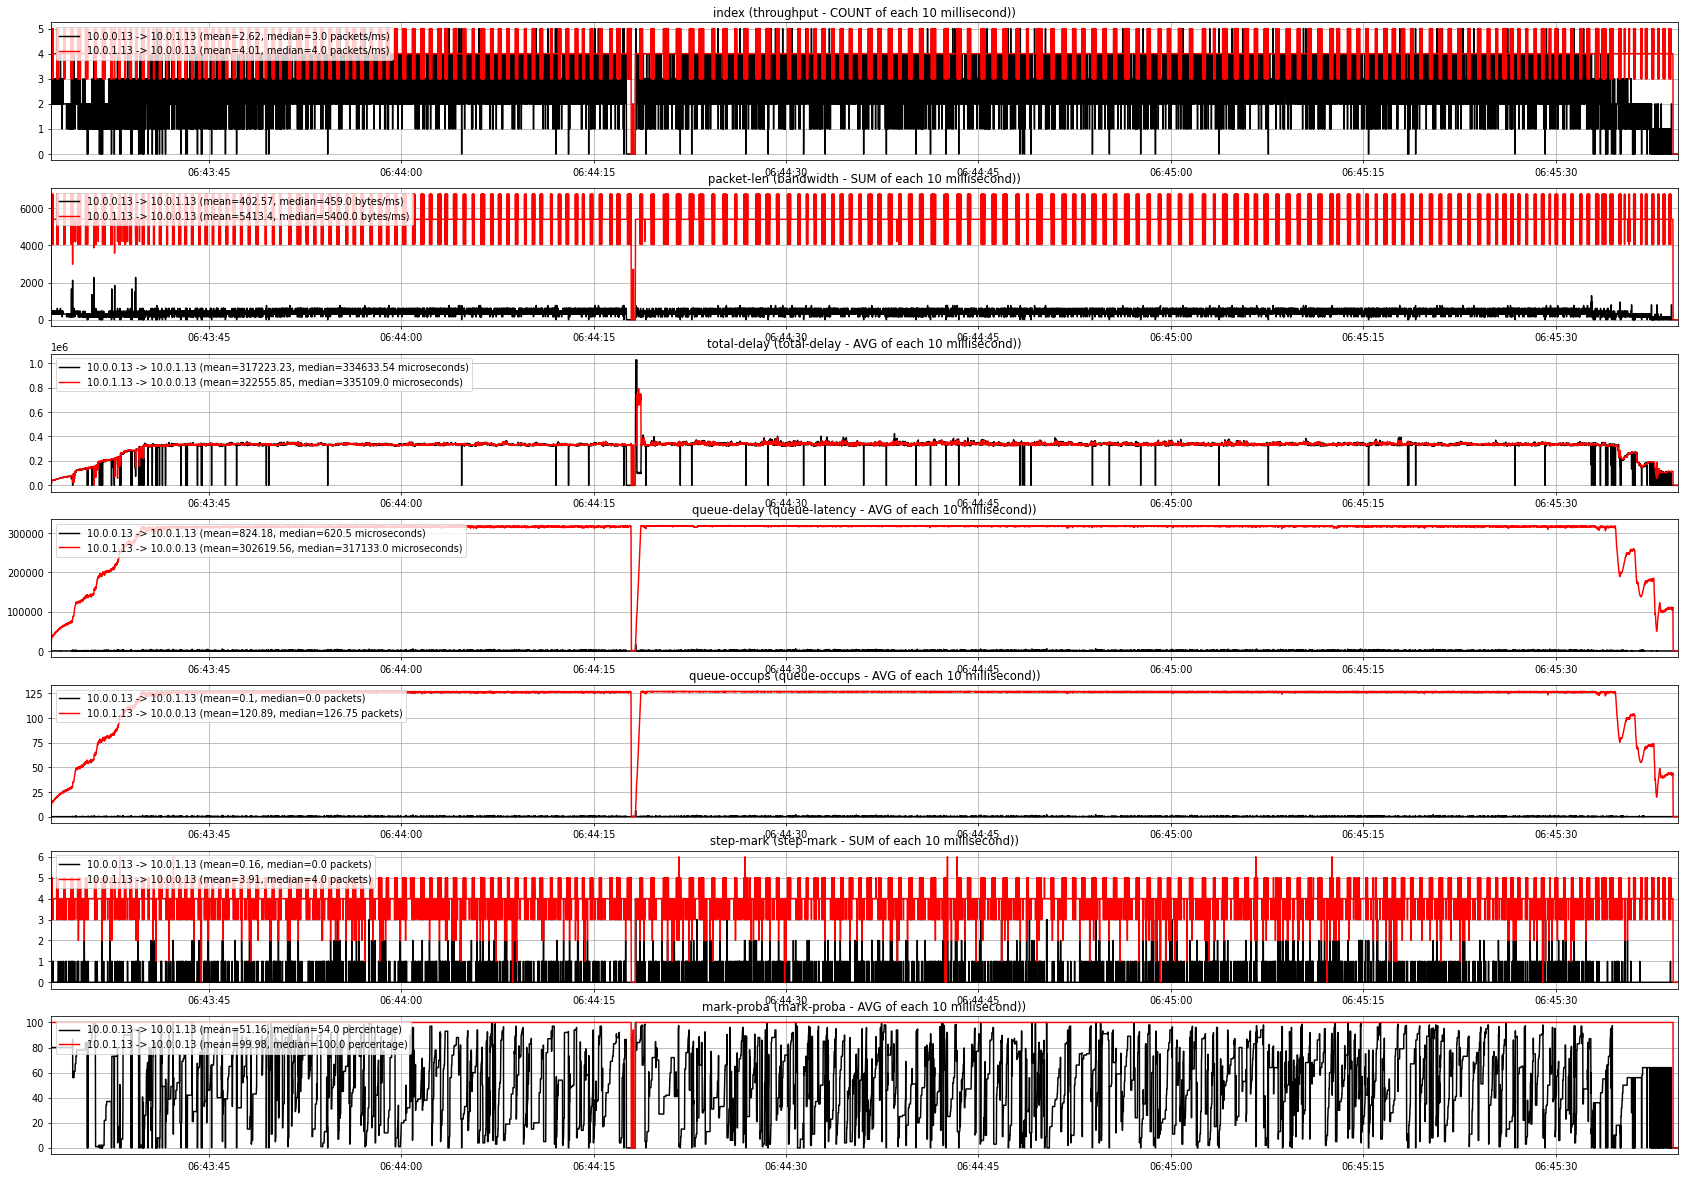 index (throughput - COUNT of each 10 millisecond))
10.0.0.13 -> 10.0.1.13 (mean=2.62, median=3.0 packets/ms)
10.0.1.13 -> 10.0.0.13 (mean=4.01, median=4.0 packets/ms)
5
4
3
2
1
0
06:43:45 06:44:00 06:44:15 06:44:30 06:44:45 06:45:00 06:45:15 06:45:30
packet-len (bandwidth - SUM of each 10 millisecond))
10.0.0.13 -> 10.0.1.13 (mean=402.57, median=459.0 bytes/ms)
10.0.1.13 -> 10.0.0.13 (mean=5413.4, median=5400.0 bytes/ms)
6000
4000
2000
0
06:43:45 06:44:00 06:44:15 06:44:30 06:44:45 06:45:00 06:45:15 06:45:30
total-delay (total-delay - AVG of each 10 millisecond))
1e6
10.0.0.13 -> 10.0.1.13 (mean=317223.23, median=334633.54 microseconds)
10.0.1.13 -> 10.0.0.13 (mean=322555.85, median=335109.0 microseconds)
1.0
0.8
0.6
0.4
0.2
0.0
06:43:45 06:44:00 06:44:15 06:44:30 06:44:45 06:45:00 06:45:15 06:45:30
queue-delay (queue-latency - AVG of each 10 millisecond))
10.0.0.13 -> 10.0.1.13 (mean=824.18, median=620.5 microseconds)
10.0.1.13 -> 10.0.0.13 (mean=302619.56, median=317133.0 microseconds)
300000
200000
100000
0
06:43:45 06:44:00 06:44:15 06:44:30 06:44:45 06:45:00 06:45:15 06:45:30
queue-occups (queue-occups - AVG of each 10 millisecond))
10.0.0.13 -> 10.0.1.13 (mean=0.1, median=0.0 packets)
10.0.1.13 -> 10.0.0.13 (mean=120.89, median=126.75 packets)
125
100
75
50
25
0
06:43:45 06:44:00 06:44:15 06:44:30 06:44:45 06:45:00 06:45:15 06:45:30
step-mark (step-mark - SUM of each 10 millisecond))
10.0.0.13 -> 10.0.1.13 (mean=0.16, median=0.0 packets)
10.0.1.13 -> 10.0.0.13 (mean=3.91, median=4.0 packets)
6
5
4
3
2
1
0
06:43:45 06:44:00 06:44:15 06:44:30 06:44:45 06:45:00 06:45:15 06:45:30
mark-proba (mark-proba - AVG of each 10 millisecond))
10.0.0.13 -> 10.0.1.13 (mean=51.16, median=54.0 percentage)
10.0.1.13 -> 10.0.0.13 (mean=99.98, median=100.0 percentage)
100
80
60
40
20
0
06:43:45 06:44:00 06:44:15 06:44:30 06:44:45 06:45:00 06:45:15 06:45:30